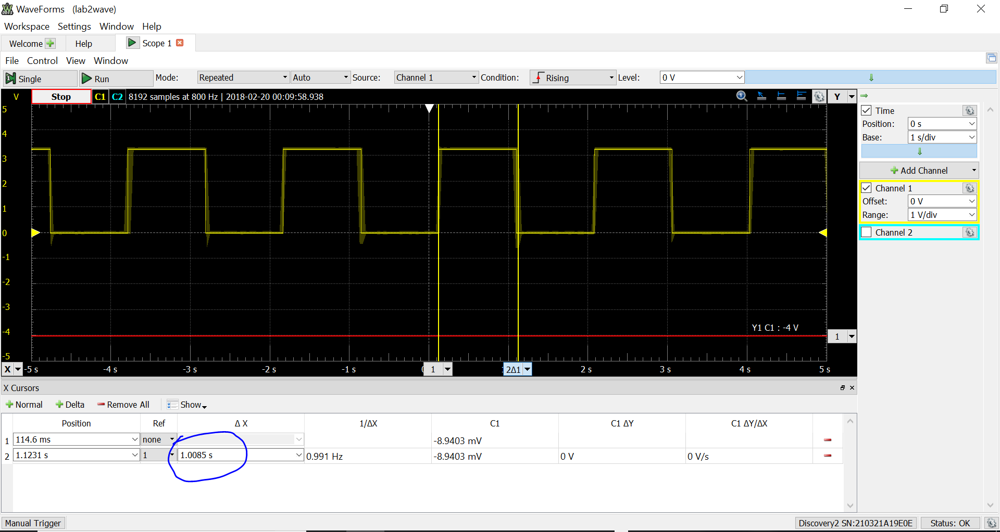 WaveForms (lab2wave)
Workspace Settings Window Help
Welcome Help Scope 1
File Control View Window
Single Run Mode: Repeated Auto Source: Channel 1 Condition: Rising Level: 0 V
V Stop C1 C2 8192 samples at 800 Hz | 2018-02-20 00:09:58.938 Y
Time
Position: 0 s
Base: 1 s/div
Add Channel
Channel 1
Offset: 0 V
Range: 1 V/div
Channel 2
5
4
3
2
1
0
-1
-2
-3
-4
-5
Y1 C1 : -4 V
1
X -5 s -4 s -3 s -2 s -1 s 1 2Δ1 2 s 3 s 4 s 5 s
X Cursors
Normal Delta Remove All Show
Position Ref Δ X 1/ΔX C1 C1 ΔY C1 ΔY/ΔX
1 114.6 ms none -8.9403 mV
2 1.1231 s 1 1.0085 s 0.991 Hz -8.9403 mV 0 V 0 V/s
Manual Trigger Discovery2 SN:210321A19E0E Status: OK